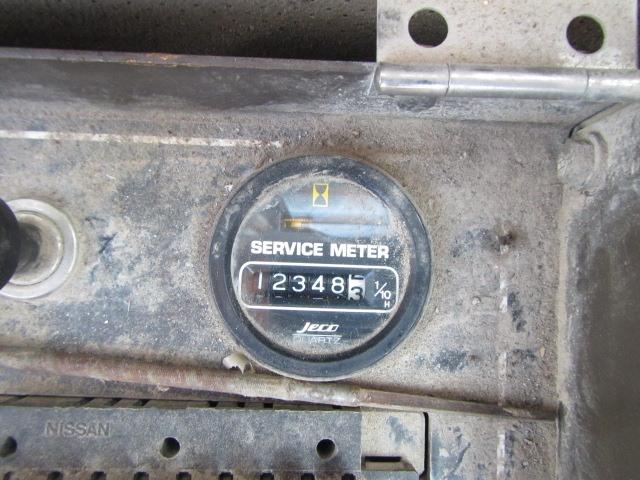 SERVICE METER
123483 1/10
H
Jeco
QUARTZ
NISSAN